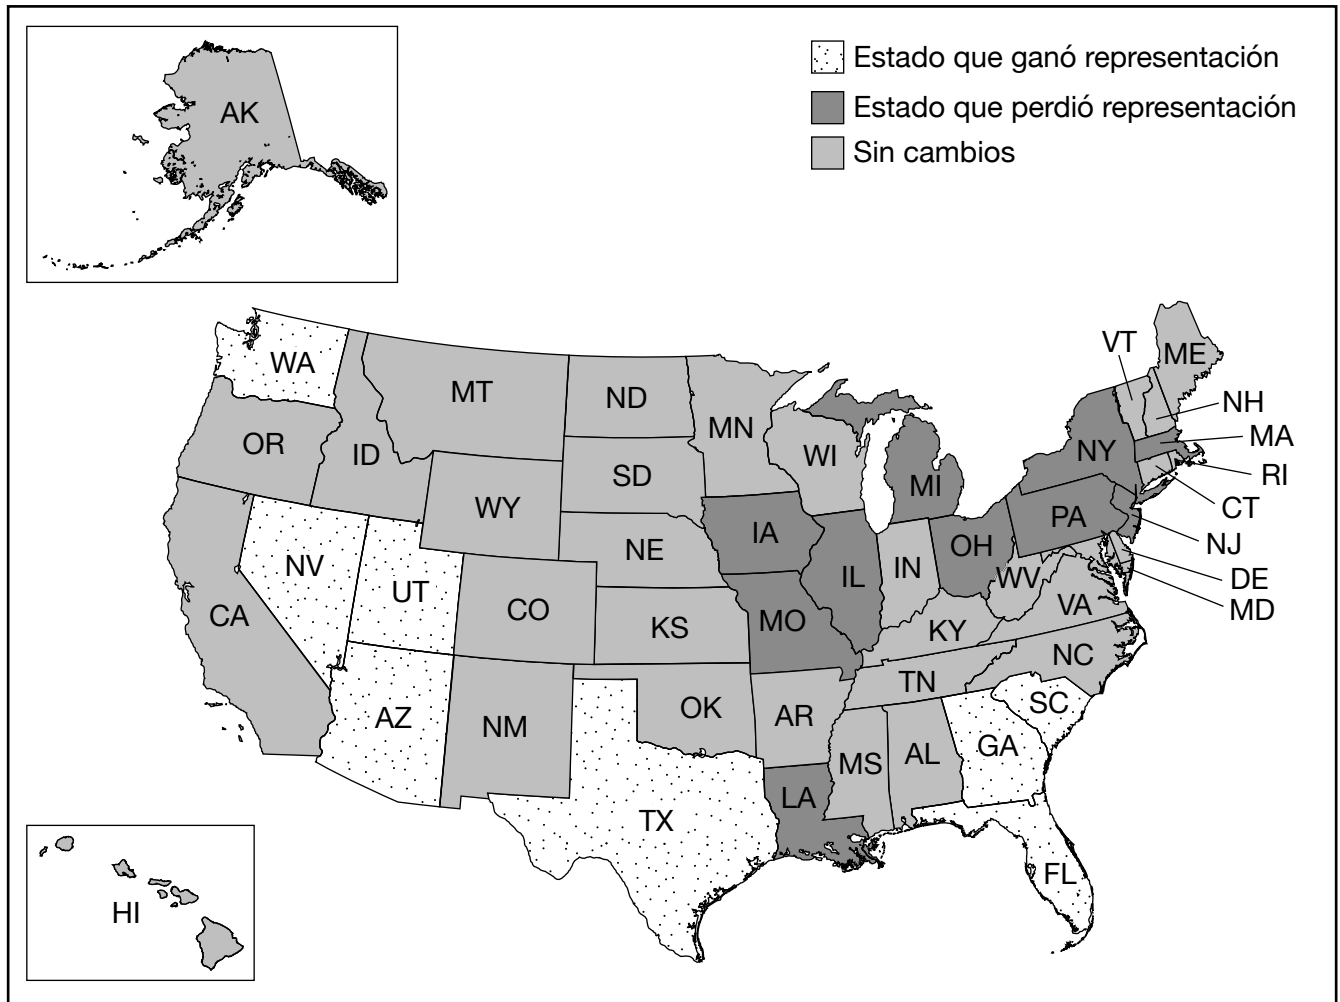 AK
Estado que ganó representación
Estado que perdió representación
Sin cambios
WA
MT
ND
MN
VT
ME
NH
OR
ID
SD
WI
MI
NY
MA
RI
WY
CT
NE
IA
PA
NJ
NV
UT
CO
IL
IN
OH
WV
DE
CA
KS
MO
KY
VA
MD
AZ
NM
OK
AR
TN
NC
SC
MS
AL
GA
TX
LA
FL
HI